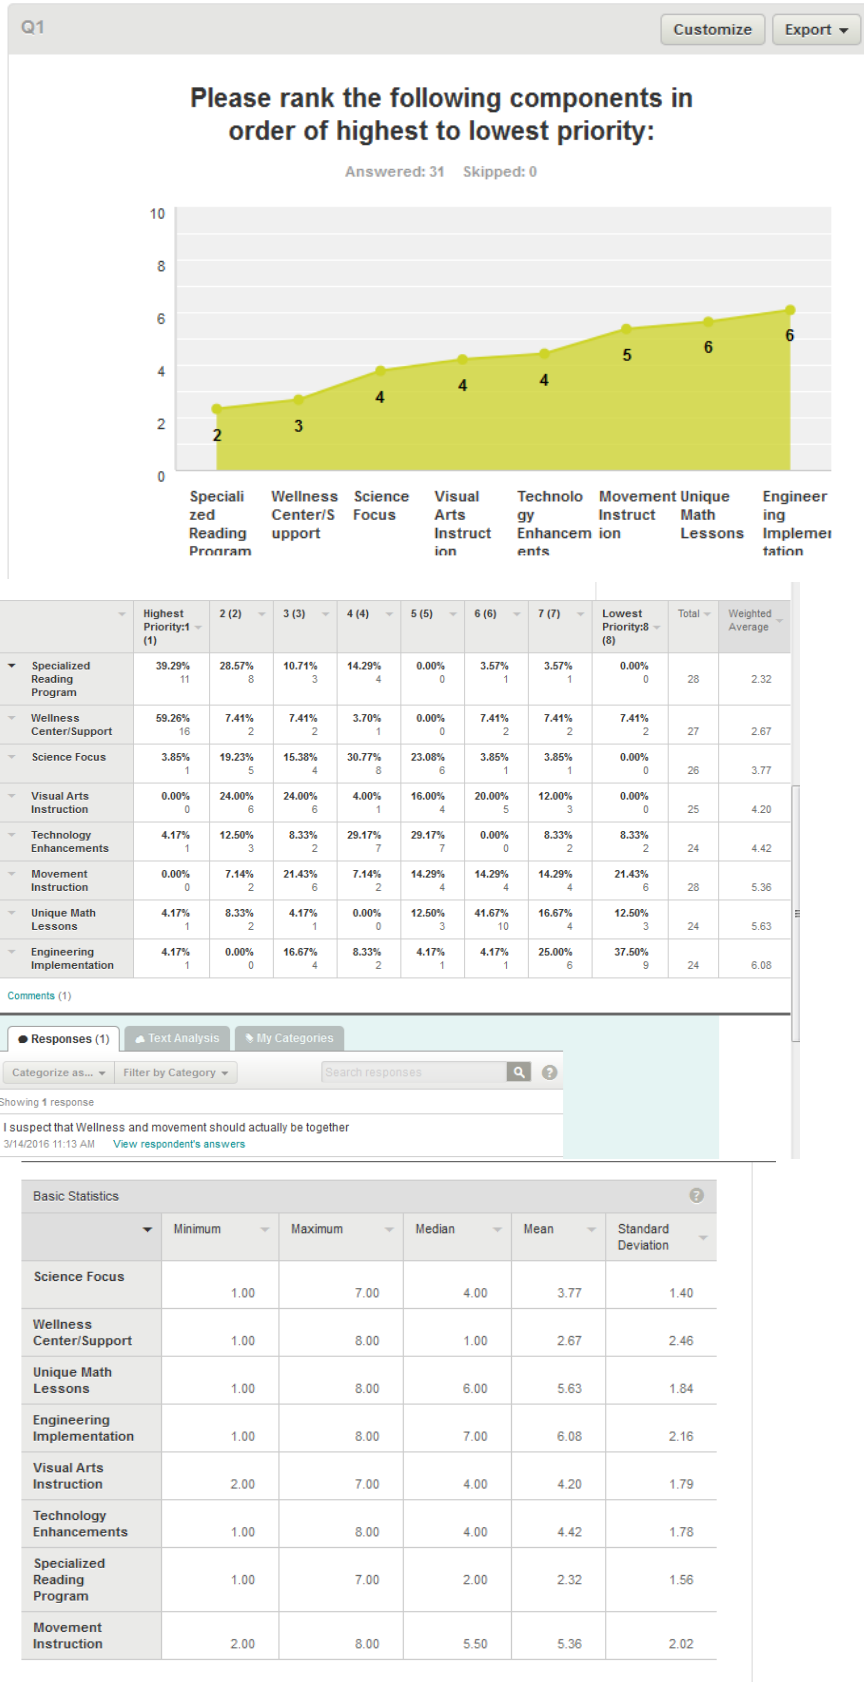 Q1
Customize
Export
Please rank the following components in
order of highest to lowest priority:
Answered: 31 Skipped: 0
10
8
6
4
2
0
2
3
4
4
4
5
6
6
Speciali
zed
Reading
Program
Wellness
Center/S
upport
Science
Focus
Visual
Arts
Instruct
ion
Technolo
gy
Enhancem
ents
Movement
Instruct
ion
Unique
Math
Lessons
Engineer
ing
Implemen
tation
Highest
Priority:1
(1)
2 (2)
3 (3)
4 (4)
5 (5)
6 (6)
7 (7)
Lowest
Priority:8
(8)
Total
Weighted
Average
Specialized
Reading
Program
39.29% 28.57% 10.71% 14.29% 0.00% 3.57% 3.57% 0.00%
11 8 3 4 0 1 1 0 28 2.32
Wellness
Center/Support
59.26% 7.41% 7.41% 3.70% 0.00% 7.41% 7.41% 7.41%
16 2 2 1 0 2 2 2 27 2.67
Science Focus
3.85% 19.23% 15.38% 30.77% 23.08% 3.85% 3.85% 0.00%
1 5 4 8 6 1 1 0 26 3.77
Visual Arts
Instruction
0.00% 24.00% 24.00% 4.00% 16.00% 20.00% 12.00% 0.00%
0 6 6 1 4 5 3 0 25 4.20
Technology
Enhancements
4.17% 12.50% 8.33% 29.17% 29.17% 0.00% 8.33% 8.33%
1 3 2 7 7 0 2 2 24 4.42
Movement
Instruction
0.00% 7.14% 21.43% 7.14% 14.29% 14.29% 14.29% 21.43%
0 2 6 2 4 4 4 6 28 5.36
Unique Math
Lessons
4.17% 8.33% 4.17% 0.00% 12.50% 41.67% 16.67% 12.50%
1 2 1 0 3 10 4 3 24 5.63
Engineering
Implementation
4.17% 0.00% 16.67% 8.33% 4.17% 4.17% 25.00% 37.50%
1 0 4 2 1 1 6 9 24 6.08
Comments (1)
Responses (1)
Text Analysis
My Categories
Categorize as...
Filter by Category
Search responses
?
Showing 1 response
I suspect that Wellness and movement should actually be together
3/14/2016 11:13 AM View respondent's answers
Basic Statistics
?
Minimum
Maximum
Median
Mean
Standard
Deviation
Science Focus
1.00 7.00 4.00 3.77 1.40
Wellness
Center/Support
1.00 8.00 1.00 2.67 2.46
Unique Math
Lessons
1.00 8.00 6.00 5.63 1.84
Engineering
Implementation
1.00 8.00 7.00 6.08 2.16
Visual Arts
Instruction
2.00 7.00 4.00 4.20 1.79
Technology
Enhancements
1.00 8.00 4.00 4.42 1.78
Specialized
Reading
Program
1.00 7.00 2.00 2.32 1.56
Movement
Instruction
2.00 8.00 5.50 5.36 2.02